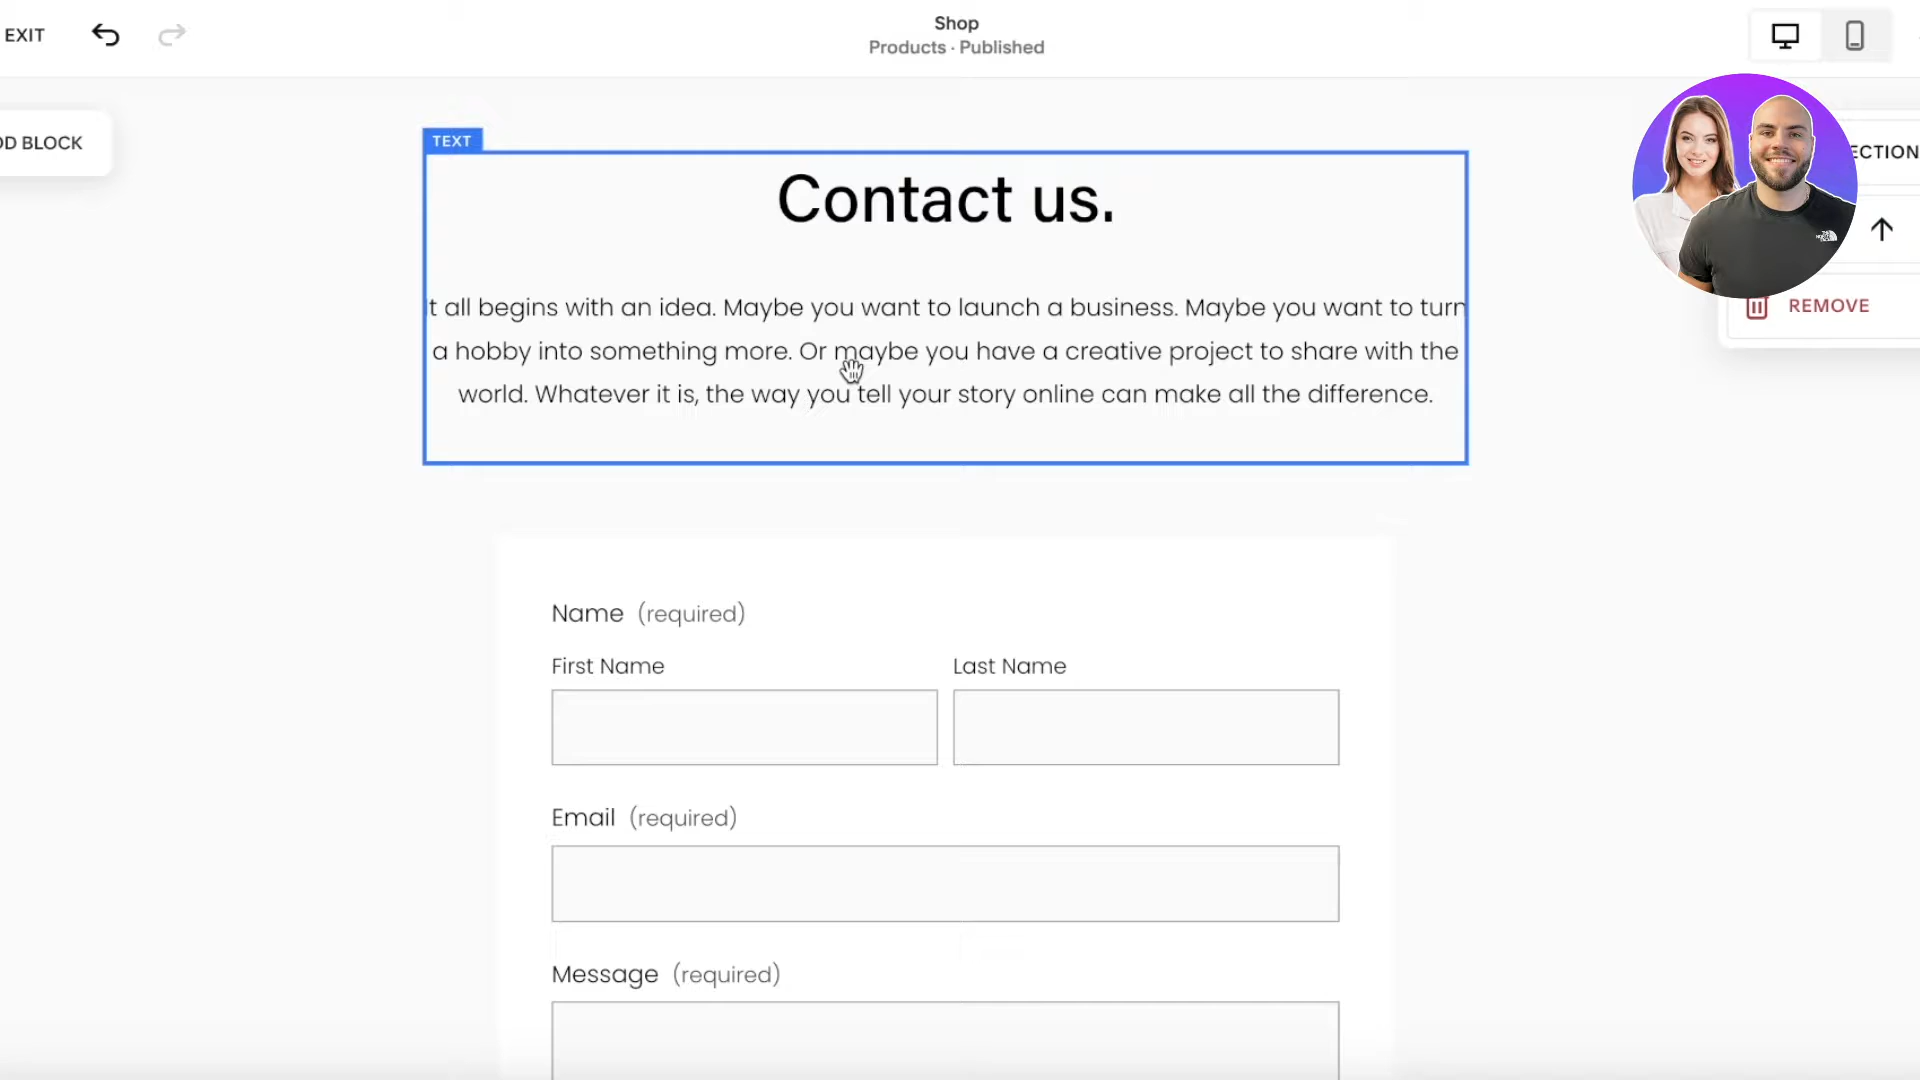 EXIT
Shop
Products · Published
DD BLOCK
ECTION
REMOVE
TEXT
Contact us.
It all begins with an idea. Maybe you want to launch a business. Maybe you want to turn
a hobby into something more. Or maybe you have a creative project to share with the
world. Whatever it is, the way you tell your story online can make all the difference.
Name (required)
First Name
Last Name
Email (required)
Message (required)